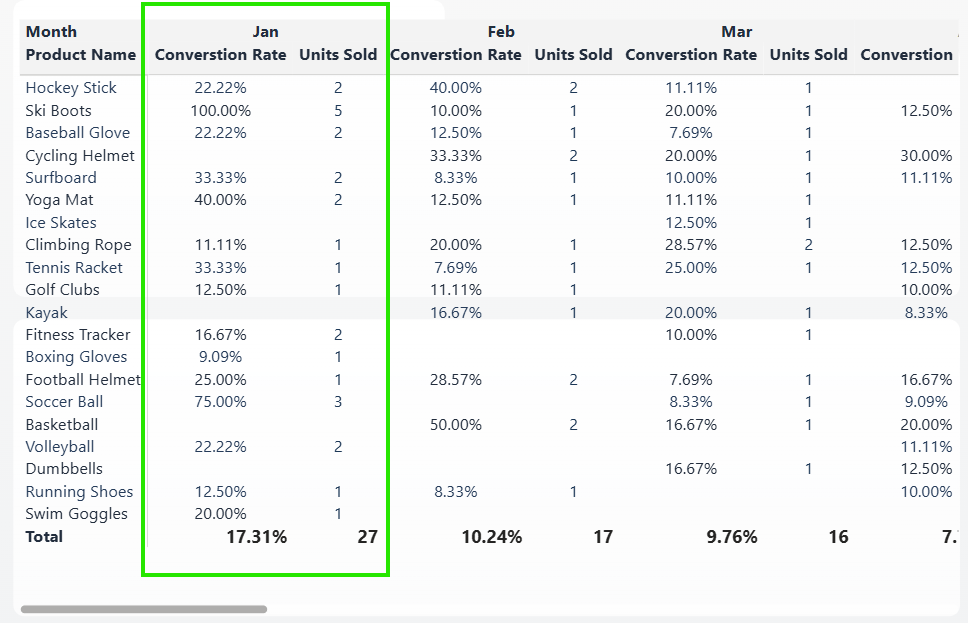 Month Jan Feb Mar
Product Name Converstion Rate Units Sold Converstion Rate Units Sold Converstion Rate Units Sold Converstion
Hockey Stick 22.22% 2 40.00% 2 11.11% 1
Ski Boots 100.00% 5 10.00% 1 20.00% 1 12.50%
Baseball Glove 22.22% 2 12.50% 1 7.69% 1
Cycling Helmet 33.33% 2 20.00% 1 30.00%
Surfboard 33.33% 2 8.33% 1 10.00% 1 11.11%
Yoga Mat 40.00% 2 12.50% 1 11.11% 1
Ice Skates 12.50% 1
Climbing Rope 11.11% 1 20.00% 1 28.57% 2 12.50%
Tennis Racket 33.33% 1 7.69% 1 25.00% 1 12.50%
Golf Clubs 12.50% 1 11.11% 1 10.00%
Kayak 16.67% 1 20.00% 1 8.33%
Fitness Tracker 16.67% 2 10.00% 1
Boxing Gloves 9.09% 1
Football Helmet 25.00% 1 28.57% 2 7.69% 1 16.67%
Soccer Ball 75.00% 3 8.33% 1 9.09%
Basketball 50.00% 2 16.67% 1 20.00%
Volleyball 22.22% 2 11.11%
Dumbbells 16.67% 1 12.50%
Running Shoes 12.50% 1 8.33% 1 10.00%
Swim Goggles 20.00% 1
Total 17.31% 27 10.24% 17 9.76% 16